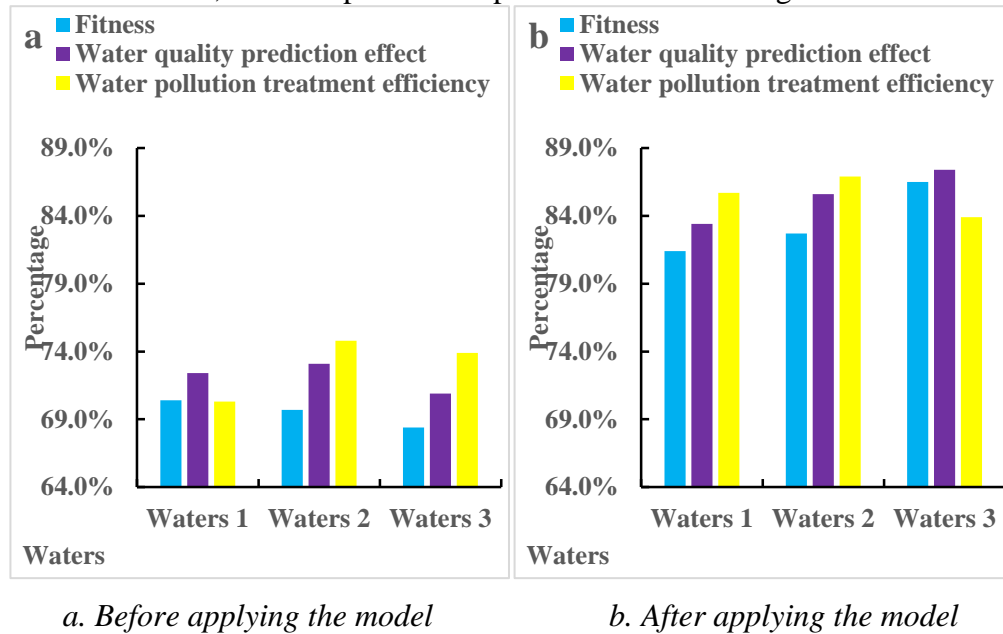 a
Fitness
Water quality prediction effect
Water pollution treatment efficiency
89.0%
84.0%
79.0%
74.0%
69.0%
64.0%
Percentage
Waters 1 Waters 2 Waters 3
Waters
b
Fitness
Water quality prediction effect
Water pollution treatment efficiency
89.0%
84.0%
79.0%
74.0%
69.0%
64.0%
Percentage
Waters 1 Waters 2 Waters 3
Waters
a. Before applying the model
b. After applying the model